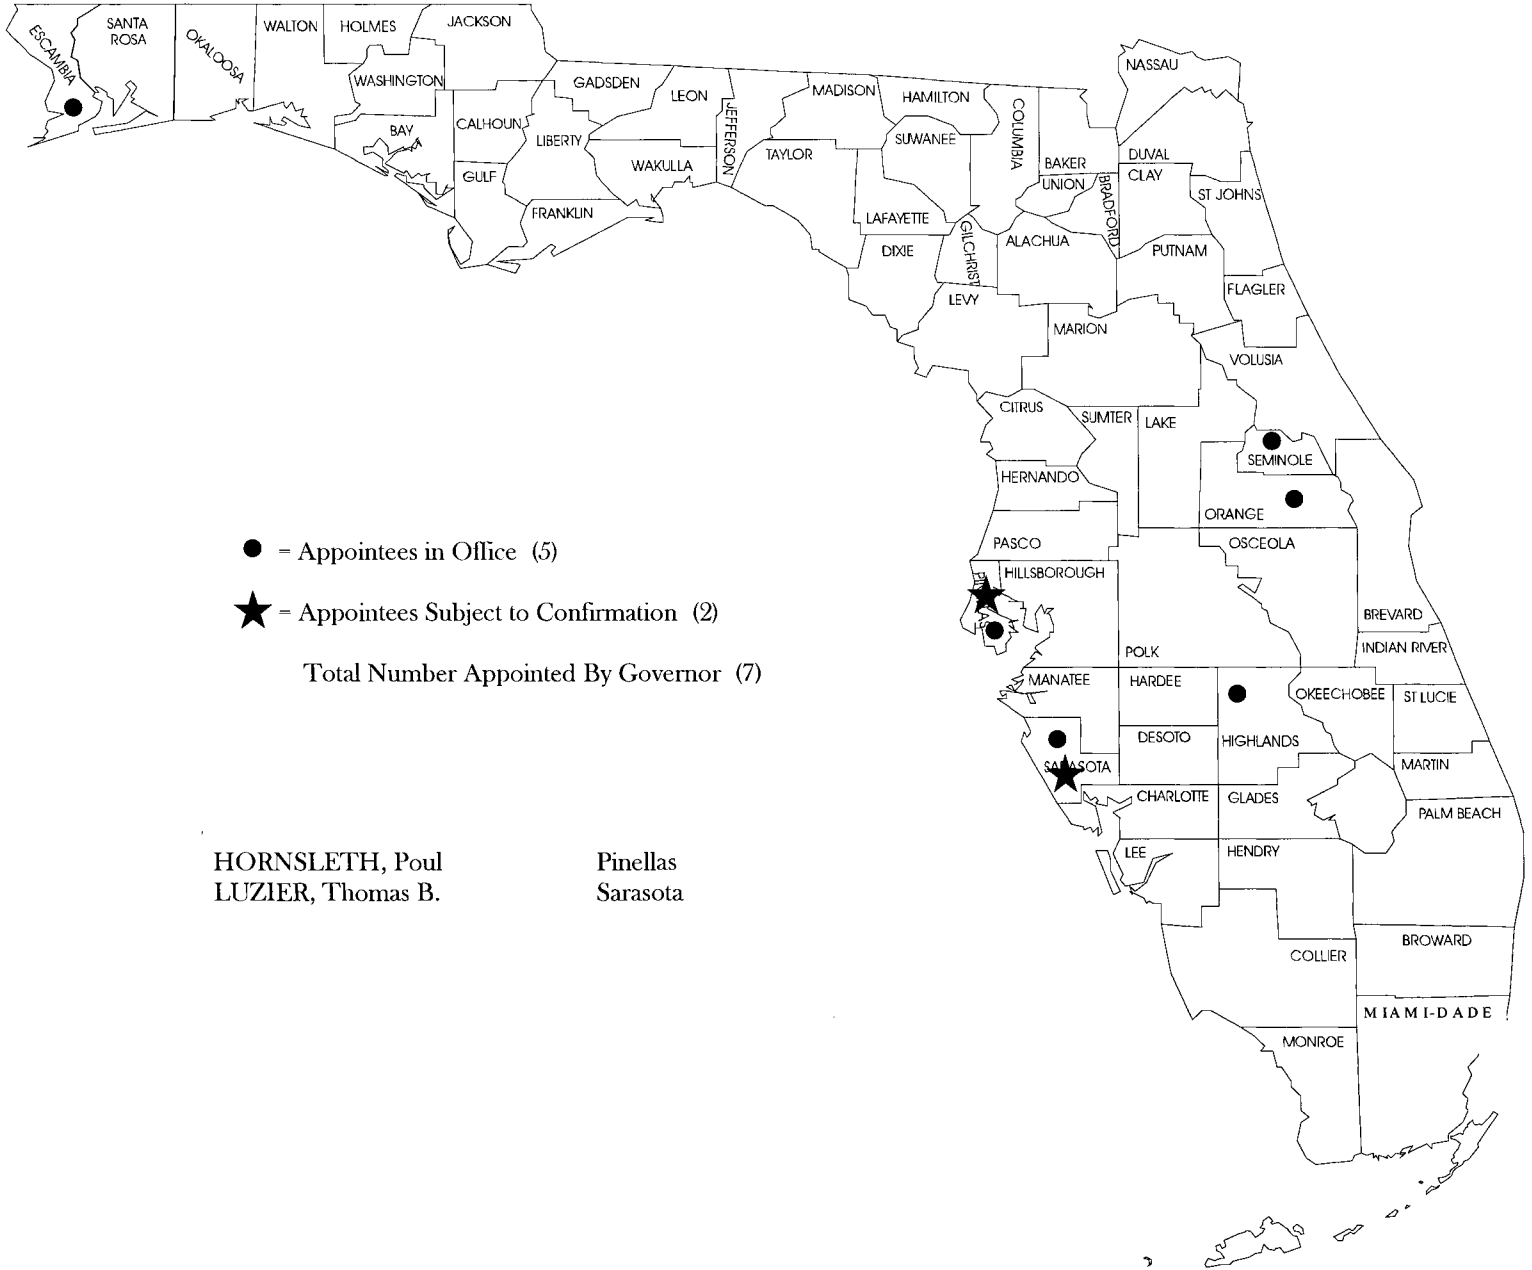 ESCAMBIA
SANTA
ROSA
OKALOOSA
WALTON
HOLMES
JACKSON
WASHINGTON
BAY
CALHOUN
GULF
LIBERTY
GADSDEN
FRANKLIN
LEON
WAKULLA
JEFFERSON
MADISON
TAYLOR
HAMILTON
SUWANEE
LAFAYETTE
DIXIE
COLUMBIA
GILCHRIST
BAKER
UNION
BRADFORD
NASSAU
DUVAL
CLAY
ST JOHNS
ALACHUA
PUTNAM
FLAGLER
LEVY
MARION
VOLUSIA
CITRUS
SUMTER
LAKE
SEMINOLE
HERNANDO
ORANGE
PASCO
OSCEOLA
HILLSBOROUGH
BREVARD
INDIAN RIVER
POLK
MANATEE
HARDEE
OKEECHOBEE
ST LUCIE
DESOTO
HIGHLANDS
SARASOTA
MARTIN
CHARLOTTE
GLADES
PALM BEACH
LEE
HENDRY
BROWARD
COLLIER
MIAMI-DADE
MONROE
= Appointees in Office (5)
= Appointees Subject to Confirmation (2)
Total Number Appointed By Governor (7)
HORNSLETH, Poul Pinellas
LUZIER, Thomas B. Sarasota